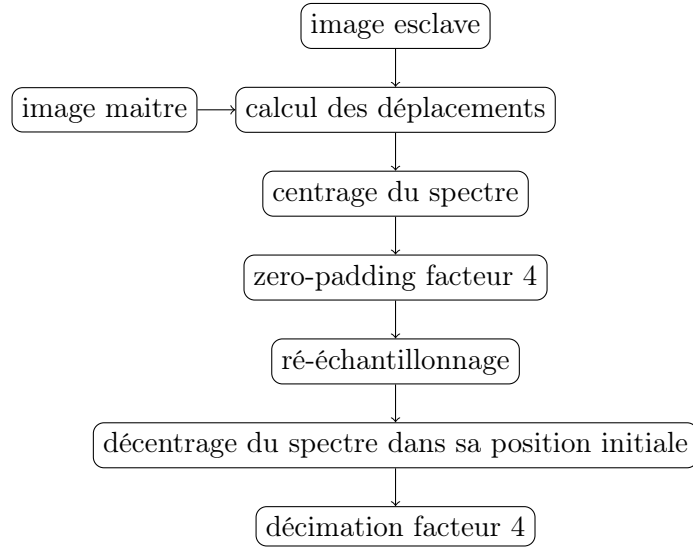 image esclave
image maitre
calcul des déplacements
centrage du spectre
zero-padding facteur 4
ré-échantillonnage
décentrage du spectre dans sa position initiale
décimation facteur 4